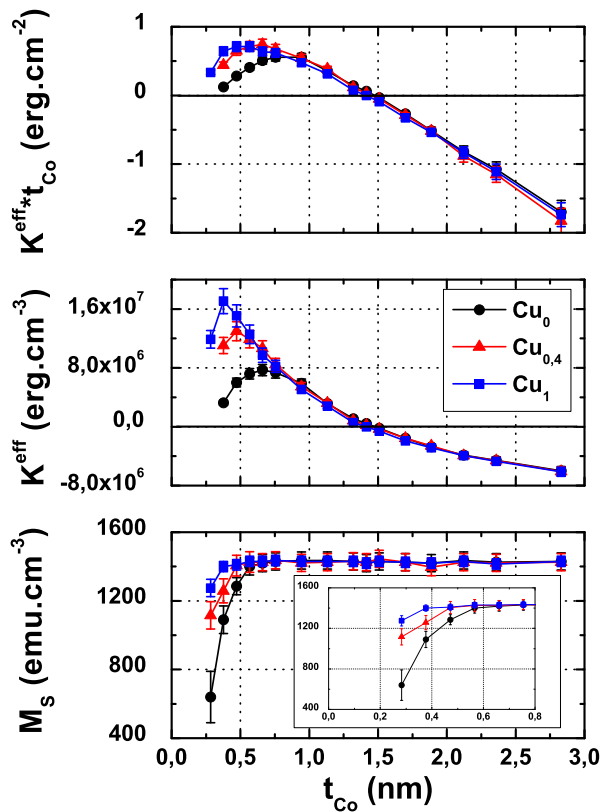 K^eff*t_Co (erg.cm^-2)
1
0
-1
-2
K^eff (erg.cm^-3)
1,6x10^7
8,0x10^6
0,0
-8,0x10^6
Cu_0
Cu_0,4
Cu_1
M_S (emu.cm^-3)
1600
1200
800
400
1600
1200
800
400
0,0 0,2 0,4 0,6 0,8
0,0 0,5 1,0 1,5 2,0 2,5 3,0
t_Co (nm)